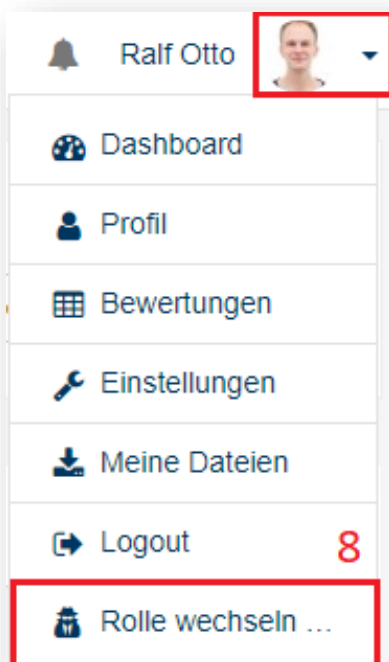 Ralf Otto
Dashboard
Profil
Bewertungen
Einstellungen
Meine Dateien
Logout
8
Rolle wechseln ...